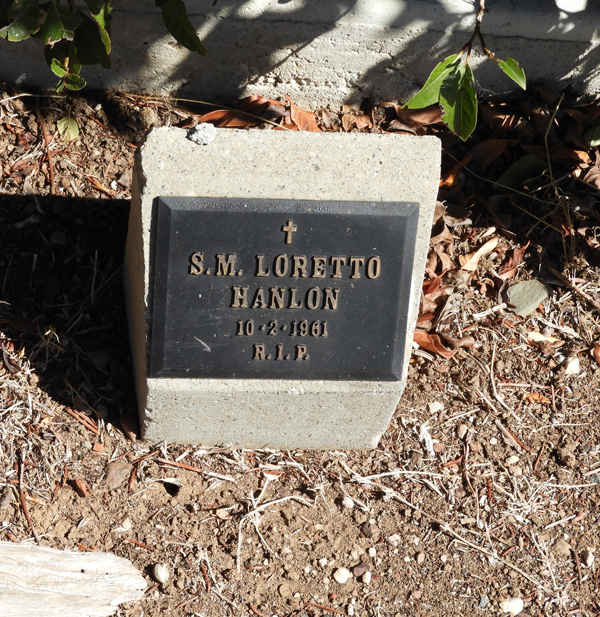 S.M. LORETTO
HANLON
10-2-1961
R.I.P.